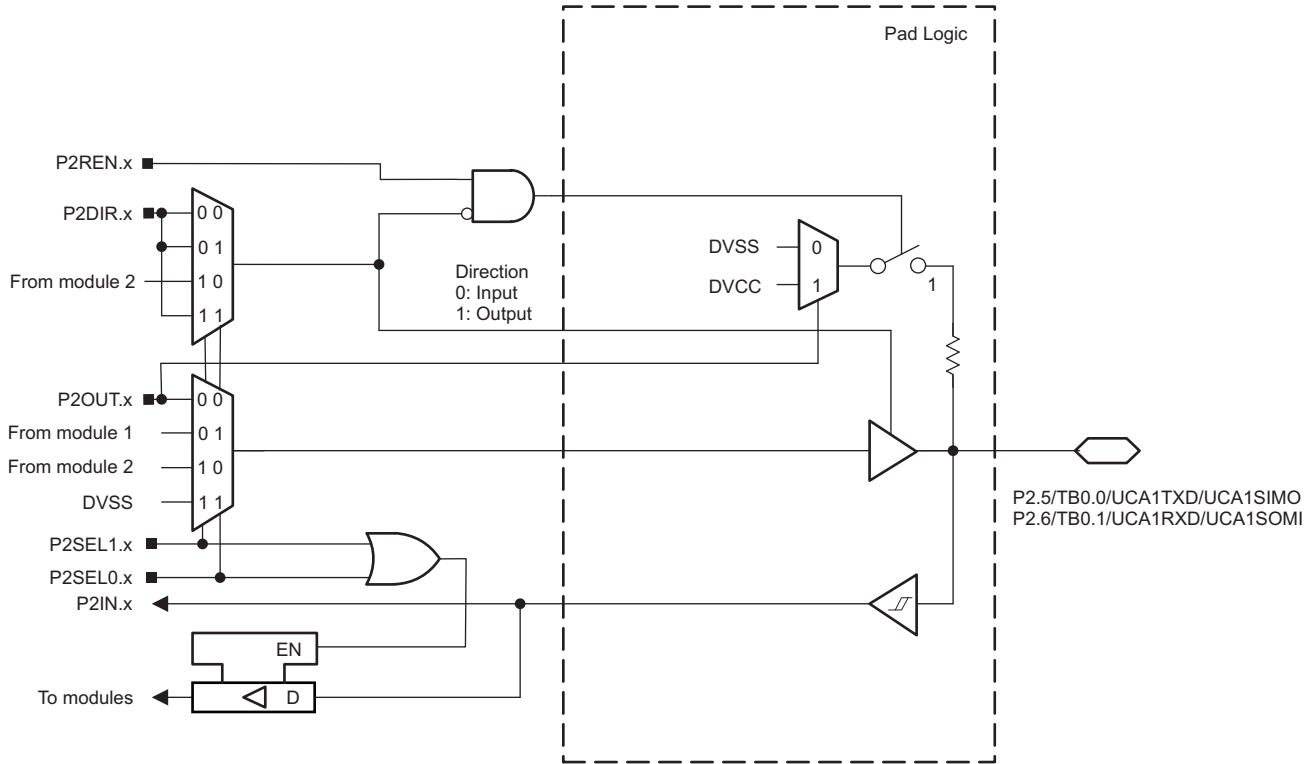 Pad Logic
P2REN.x
P2DIR.x
0 0
0 1
From module 2
1 0
1 1
Direction
0: Input
1: Output
DVSS
0
DVCC
1
1
P2OUT.x
0 0
From module 1
0 1
From module 2
1 0
DVSS
1 1
P2.5/TB0.0/UCA1TXD/UCA1SIMO
P2.6/TB0.1/UCA1RXD/UCA1SOMI
P2SEL1.x
P2SEL0.x
P2IN.x
EN
To modules
D